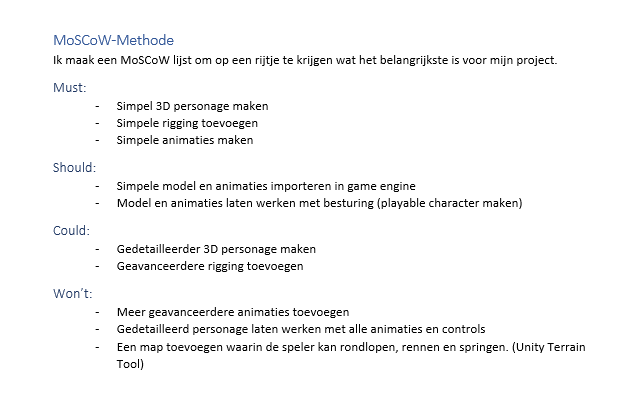 MoSCoW-Methode
Ik maak een MoSCoW lijst om op een rijtje te krijgen wat het belangrijkste is voor mijn project.
Must:
- Simpel 3D personage maken
- Simpele rigging toevoegen
- Simpele animaties maken
Should:
- Simpele model en animaties importeren in game engine
- Model en animaties laten werken met besturing (playable character maken)
Could:
- Gedetailleerder 3D personage maken
- Geavanceerdere rigging toevoegen
Won't:
- Meer geavanceerdere animaties toevoegen
- Gedetailleerd personage laten werken met alle animaties en controls
- Een map toevoegen waarin de speler kan rondlopen, rennen en springen. (Unity Terrain
Tool)